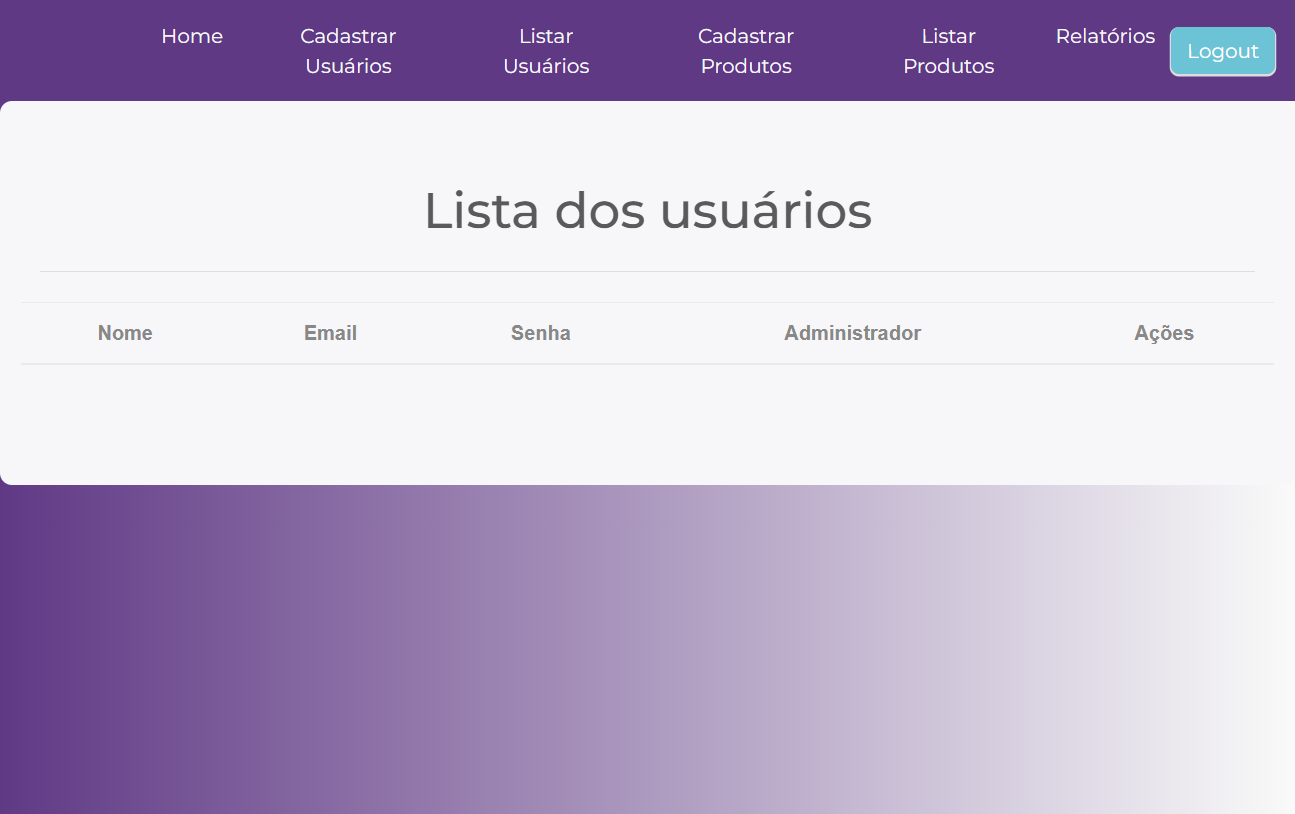 Home
Cadastrar
Usuários
Listar
Usuários
Cadastrar
Produtos
Listar
Produtos
Relatórios
Logout
Lista dos usuários
Nome Email Senha Administrador Ações